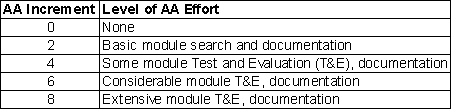 AA Increment Level of AA Effort
0 None
2 Basic module search and documentation
4 Some module Test and Evaluation (T&E), documentation
6 Considerable module T&E, documentation
8 Extensive module T&E, documentation